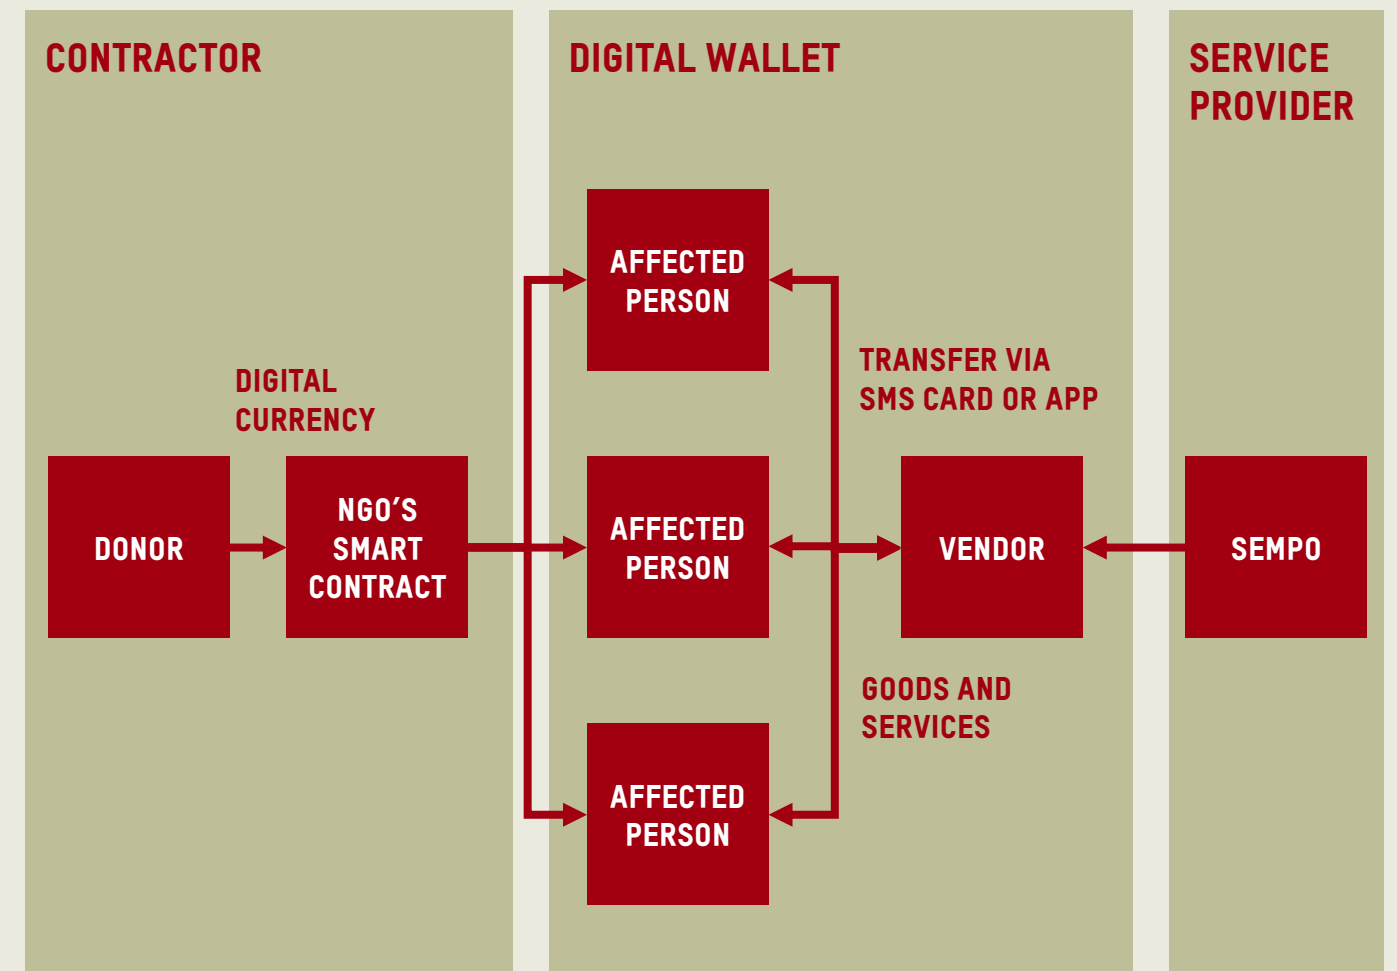 CONTRACTOR
DIGITAL WALLET
SERVICE
PROVIDER
DIGITAL
CURRENCY
DONOR
NGO'S
SMART
CONTRACT
AFFECTED
PERSON
AFFECTED
PERSON
AFFECTED
PERSON
TRANSFER VIA
SMS CARD OR APP
VENDOR
GOODS AND
SERVICES
SEMPO